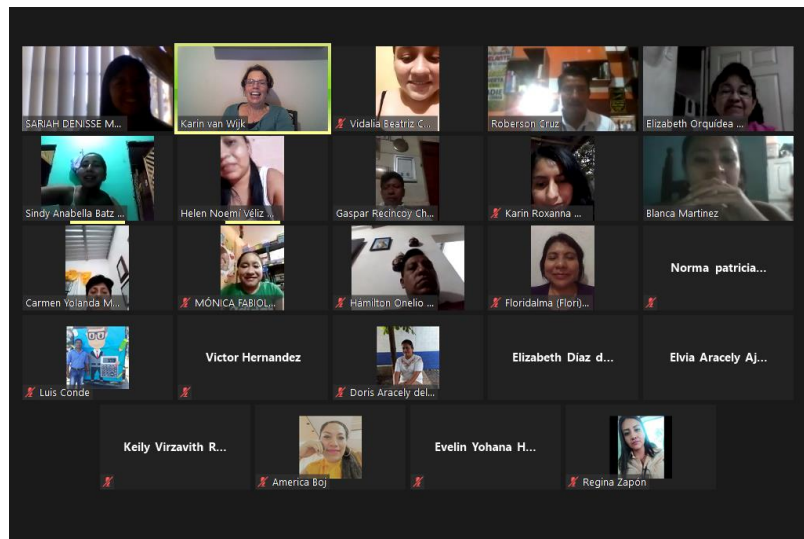 SARIAH DENISSE M...
Karin van Wijk
Vidalia Beatriz C...
Roberson Cruz
Elizabeth Orquídea ...
Sindy Anabella Batz ...
Helen Noemí Véliz ...
Gaspar Recincoy Ch...
Karin Roxanna ...
Blanca Martinez
Carmen Yolanda M...
MÓNICA FABIOL...
Hamilton Onelio ...
Floridalma (Flori)...
Norma patricia...
Luis Conde
Victor Hernandez
Doris Aracely del...
Elizabeth Díaz d...
Elvia Aracely Aj...
Keily Virzavith R...
America Boj
Evelin Yohana H...
Regina Zapón